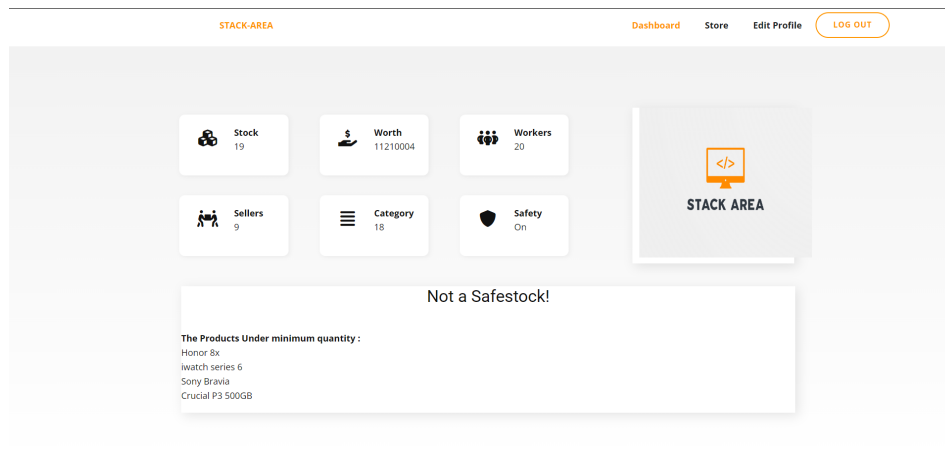 STACK-AREA
Dashboard Store Edit Profile LOG OUT
Stock
19
Worth
11210004
Workers
20
$
</>
STACK AREA
Sellers
9
Category
18
Safety
On
Not a Safestock!
The Products Under minimum quantity :
Honor 8x
iwatch series 6
Sony Bravia
Crucial P3 500GB